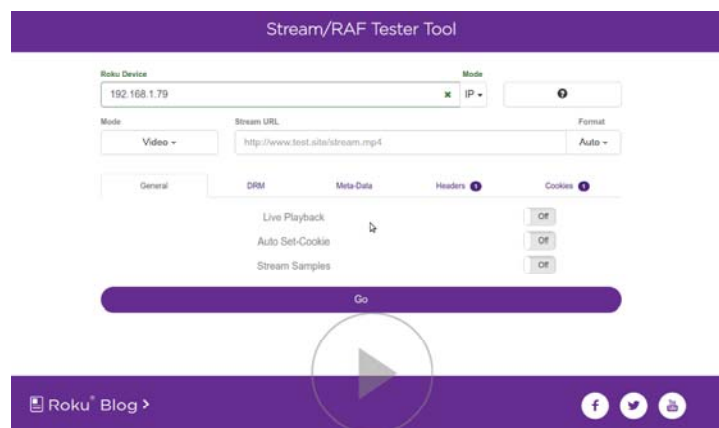 Stream/RAF Tester Tool
Roku Device Mode
192.168.1.79 × IP
Mode Stream URL Format
Video http://www.test.site/stream.mp4 Auto
General DRM Meta-Data Headers 1 Cookies 1
Live Playback Off
Auto Set-Cookie Off
Stream Samples Off
Go
Roku® Blog >